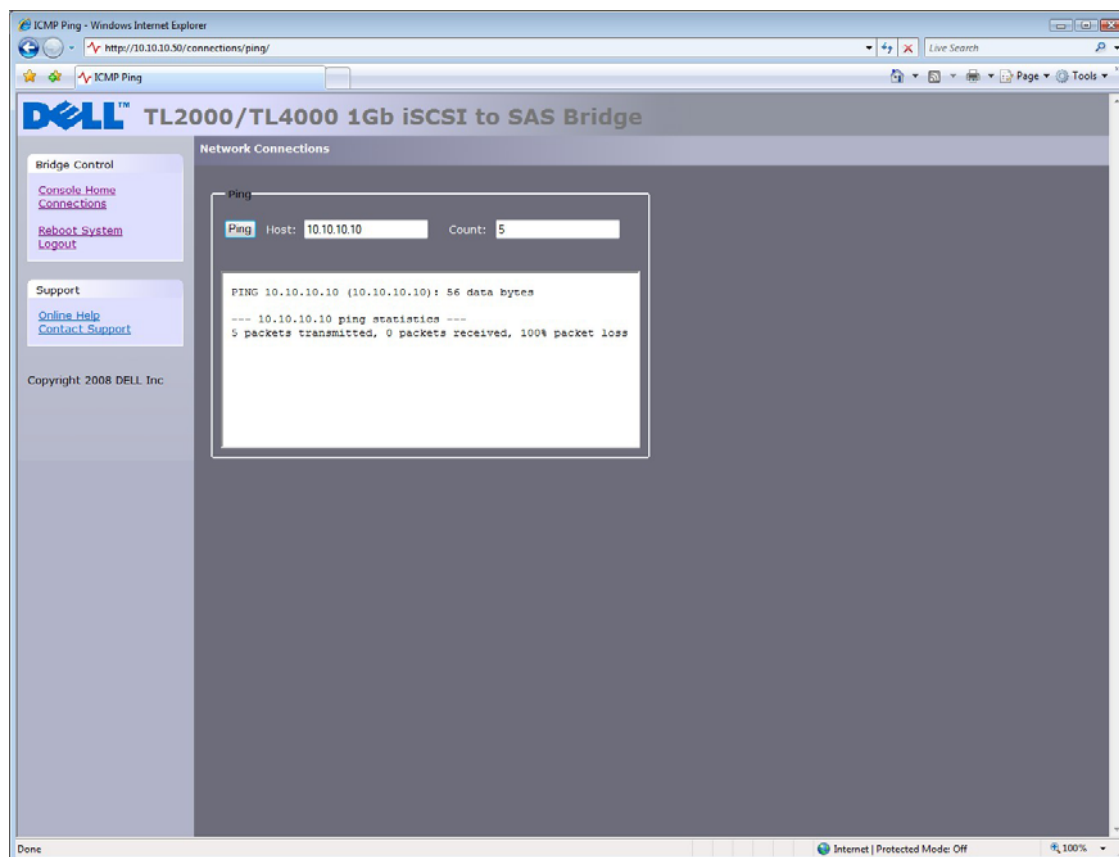 ICMP Ping - Windows Internet Explorer
http://10.10.10.50/connections/ping/
Live Search
ICMP Ping
Page
Tools
DELL™ TL2000/TL4000 1Gb iSCSI to SAS Bridge
Network Connections
Bridge Control
Console Home
Connections
Reboot System
Logout
Support
Online Help
Contact Support
Copyright 2008 DELL Inc
Ping
Ping Host: 10.10.10.10 Count: 5
PING 10.10.10.10 (10.10.10.10): 56 data bytes
--- 10.10.10.10 ping statistics ---
5 packets transmitted, 0 packets received, 100% packet loss
Done
Internet | Protected Mode: Off
100%